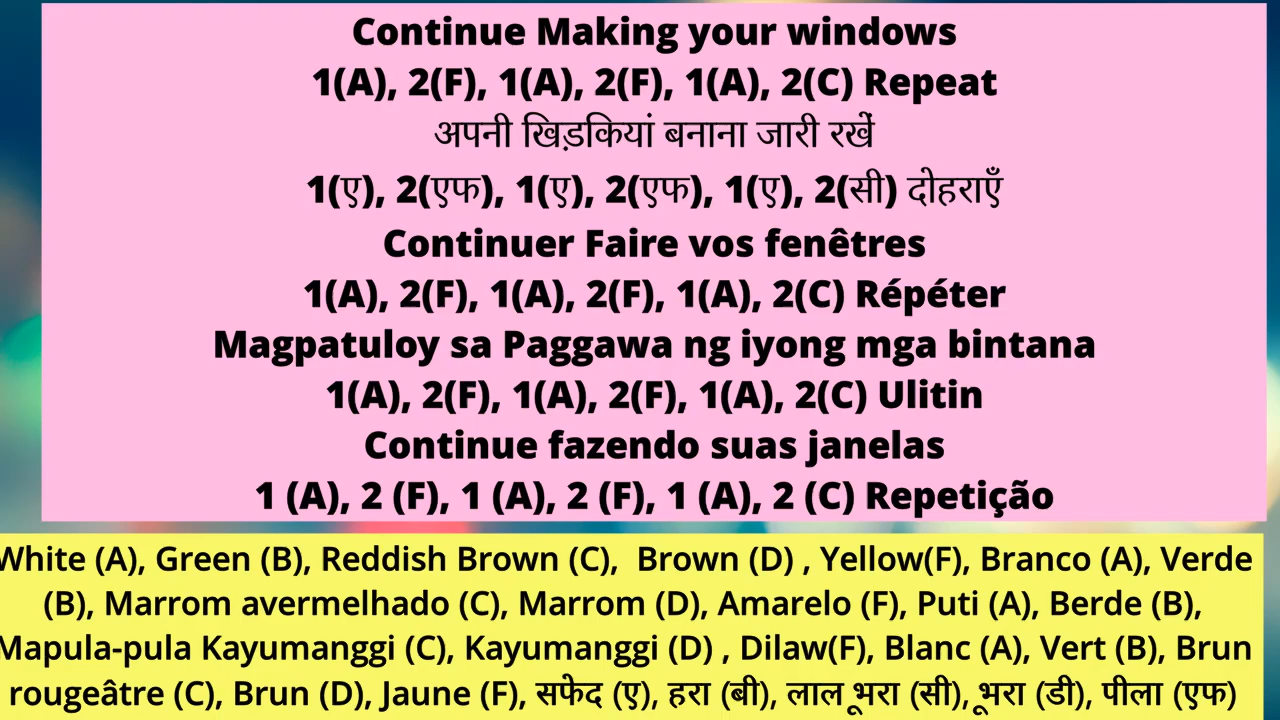 Continue Making your windows
1(A), 2(F), 1(A), 2(F), 1(A), 2(C) Repeat
अपनी खिड़कियां बनाना जारी रखें
1(ए), 2(एफ), 1(ए), 2(एफ), 1(ए), 2(सी) दोहराएँ
Continuer Faire vos fenêtres
1(A), 2(F), 1(A), 2(F), 1(A), 2(C) Répéter
Magpatuloy sa Paggawa ng iyong mga bintana
1(A), 2(F), 1(A), 2(F), 1(A), 2(C) Ulitin
Continue fazendo suas janelas
1 (A), 2 (F), 1 (A), 2 (F), 1 (A), 2 (C) Repetição
White (A), Green (B), Reddish Brown (C), Brown (D) , Yellow(F), Branco (A), Verde
(B), Marrom avermelhado (C), Marrom (D), Amarelo (F), Puti (A), Berde (B),
Mapula-pula Kayumanggi (C), Kayumanggi (D) , Dilaw(F), Blanc (A), Vert (B), Brun
rougeâtre (C), Brun (D), Jaune (F), सफेद (ए), हरा (बी), लाल भूरा (सी), भूरा (डी), पीला (एफ)